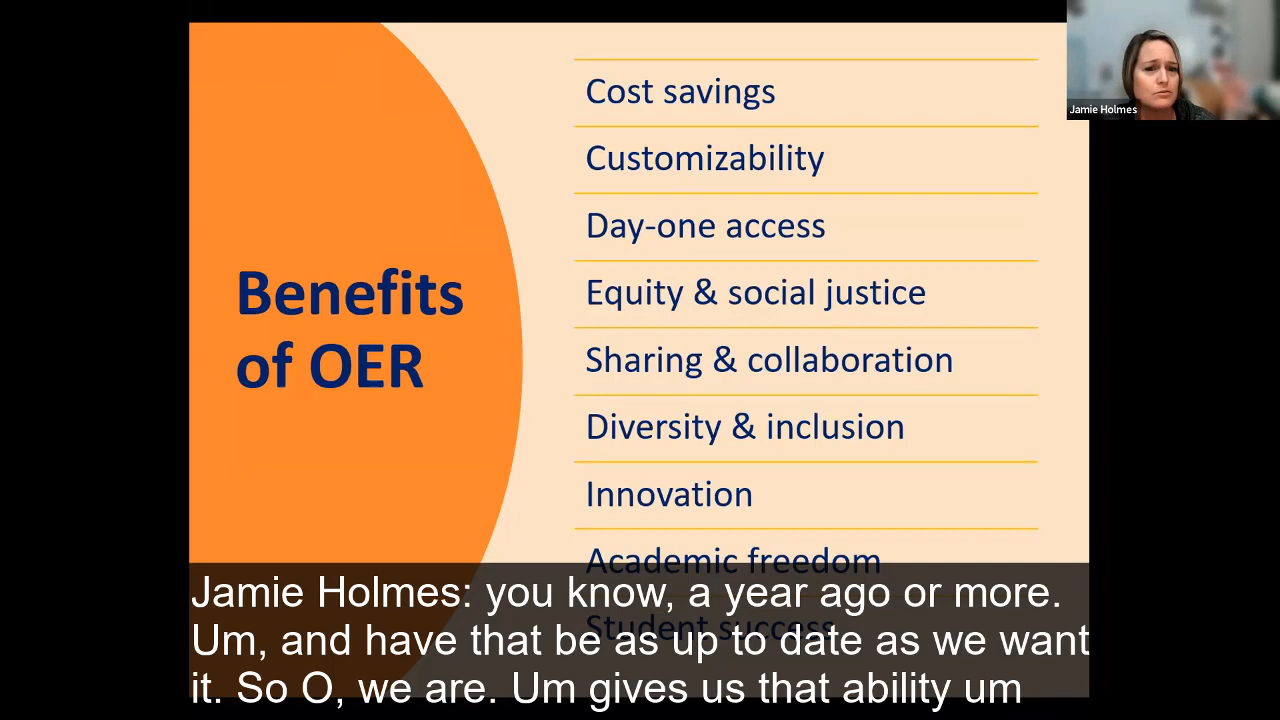 Benefits
of OER
Cost savings
Customizability
Day-one access
Equity & social justice
Sharing & collaboration
Diversity & inclusion
Innovation
Academic freedom
Student success
Jamie Holmes
Jamie Holmes: you know, a year ago or more.
Um, and have that be as up to date as we want
it. So O, we are. Um gives us that ability um